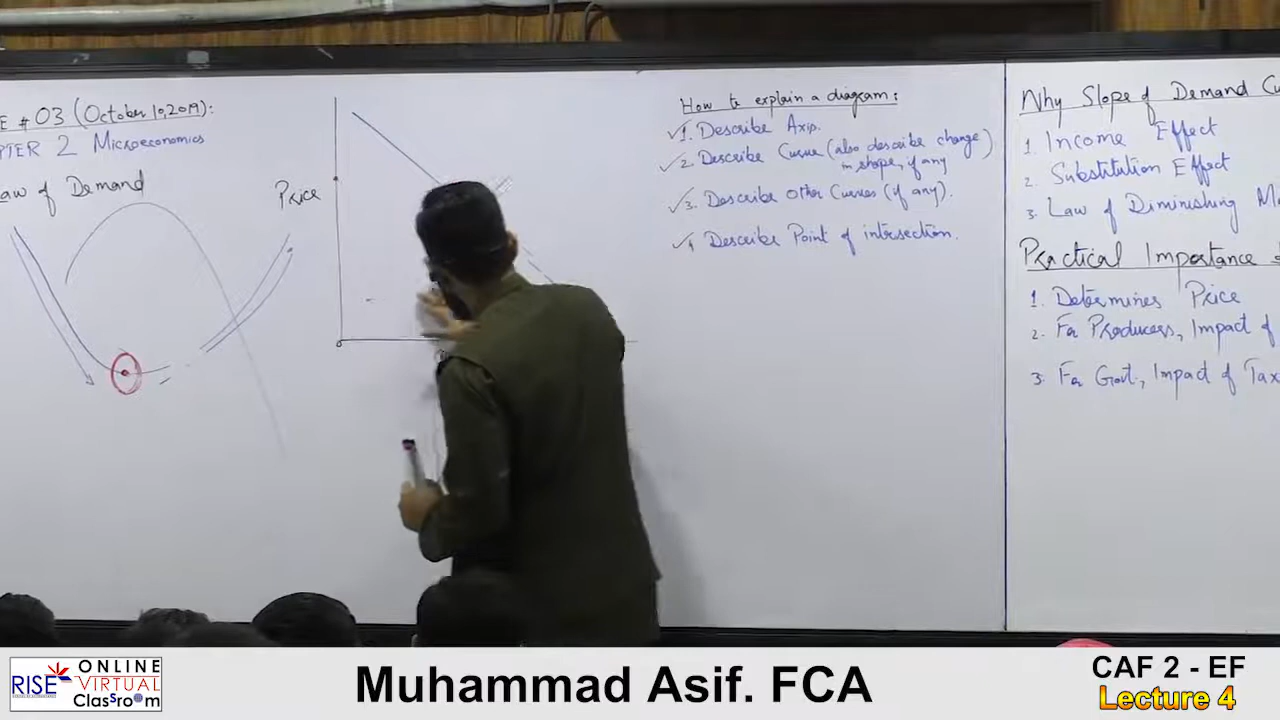 E # 03 (October 10, 2019):
PTER 2 Microeconomics
Law of Demand
Price
How to explain a diagram:
1. Describe Axis.
2. Describe Curve (also describe change)
in shope, if any
3. Describe Other Curves (if any).
4 Describe Point of intersection.
Why Slope of Demand Cu
1. Income Effect
2. Substitution Effect
3. Law of Diminishing Ma
Practical Importance
1. Determines Price
2. For Producers, Impact of
3. For Govt., Impact of Tax
RISE ONLINE
VIRTUAL
Classroom
Muhammad Asif. FCA
CAF 2 - EF
Lecture 4